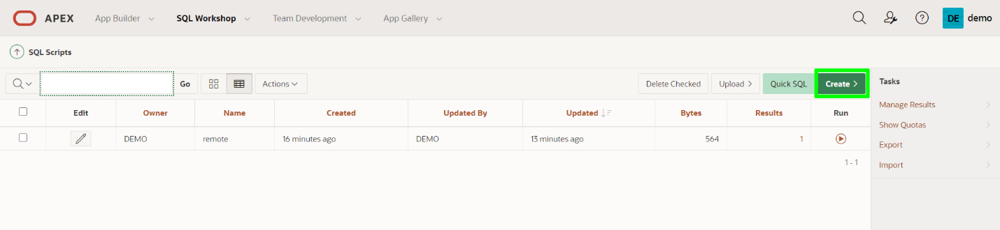 APEX App Builder SQL Workshop Team Development App Gallery DE demo
SQL Scripts
Go Actions Delete Checked Upload Quick SQL Create
Tasks
Edit Owner Name Created Updated By Updated Bytes Results Run
DEMO remote 16 minutes ago DEMO 13 minutes ago 564 1
1 - 1
Manage Results
Show Quotas
Export
Import